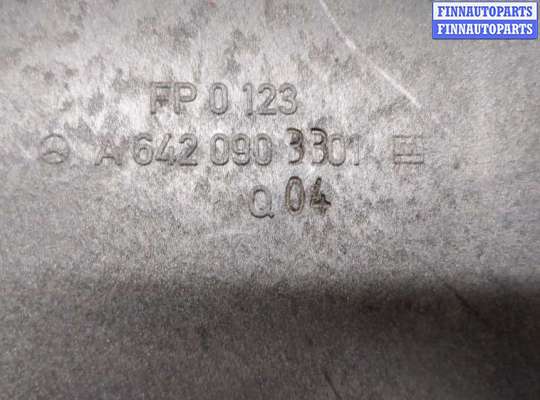 FINNAUTOPARTS
FINNAUTOPARTS
FP 0 123
A 642 090 3301
Q 04